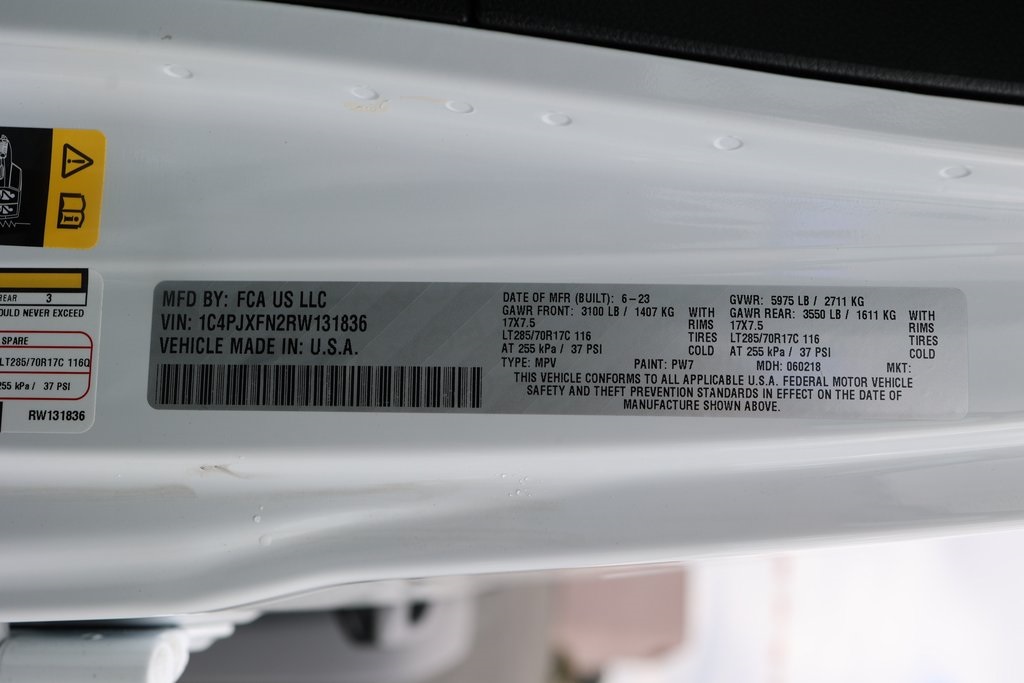 REAR 3
OULD NEVER EXCEED
SPARE
LT285/70R17C 116Q
255 kPa / 37 PSI
RW131836
MFD BY: FCA US LLC
VIN: 1C4PJXFN2RW131836
VEHICLE MADE IN: U.S.A.
DATE OF MFR (BUILT): 6-23
GAWR FRONT: 3100 LB / 1407 KG WITH
17X7.5 RIMS
LT285/70R17C 116 TIRES
AT 255 kPa / 37 PSI COLD
GVWR: 5975 LB / 2711 KG
GAWR REAR: 3550 LB / 1611 KG WITH
17X7.5 RIMS
LT285/70R17C 116 TIRES
AT 255 kPa / 37 PSI COLD
TYPE: MPV PAINT: PW7 MDH: 060218 MKT:
THIS VEHICLE CONFORMS TO ALL APPLICABLE U.S.A. FEDERAL MOTOR VEHICLE
SAFETY AND THEFT PREVENTION STANDARDS IN EFFECT ON THE DATE OF
MANUFACTURE SHOWN ABOVE.